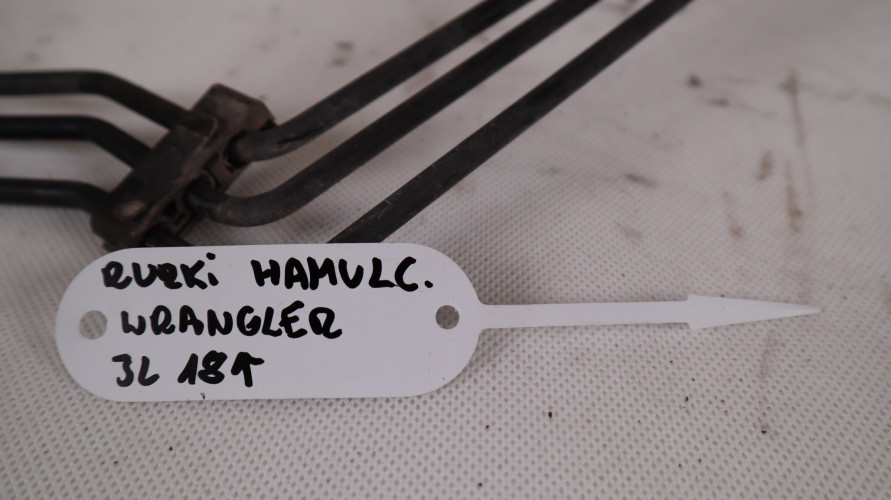 RURKi HAMULC.
WRANGLER
JL 18↑